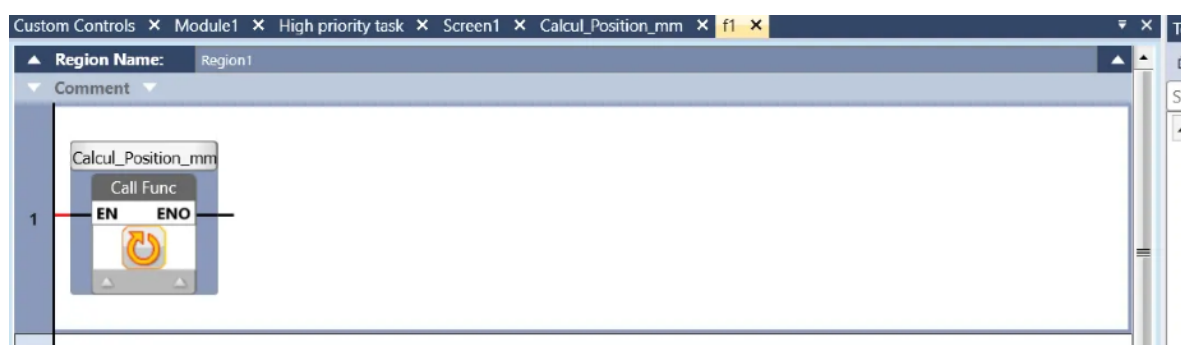 Custom Controls Module1 High priority task Screen1 Calcul_Position_mm f1
Region Name: Region1
Comment
Calcul_Position_mm
Call Func
EN ENO
1